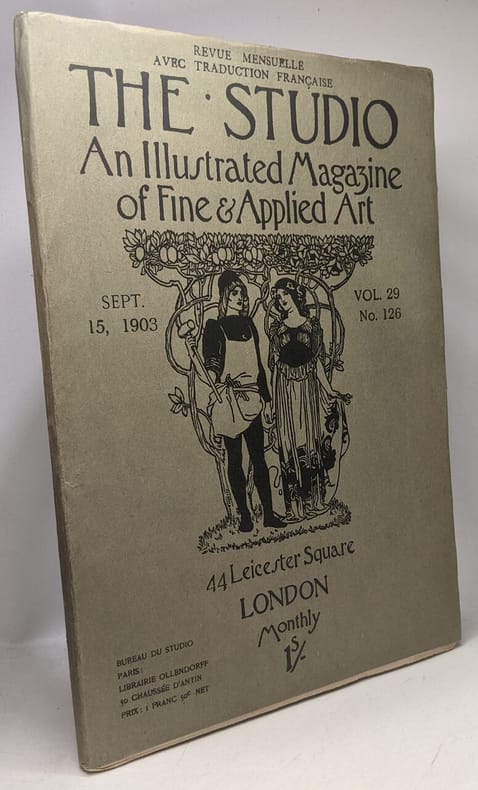 REVUE MENSUELLE
AVEC TRADUCTION FRANÇAISE
THE · STUDIO
An Illustrated Magazine
of Fine & Applied Art
SEPT.
15, 1903
VOL. 29
No. 126
44 Leicester Square
LONDON
Monthly
1S/-
BUREAU DU STUDIO
PARIS:
LIBRAIRIE OLLENDORFF
50 CHAUSSÉE D'ANTIN
PRIX: 1 FRANC 50c NET